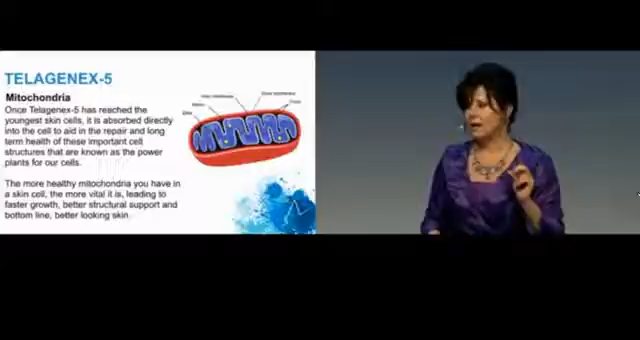 TELAGENEX-5
Mitochondria
Once Telagenex-5 has reached the
youngest skin cells, it is absorbed directly
into the cell to aid in the repair and long
term health of these important cell
structures that are known as the power
plants for our cells.
The more healthy mitochondria you have in
a skin cell, the more vital it is, leading to
faster growth, better structural support and
bottom line, better looking skin.